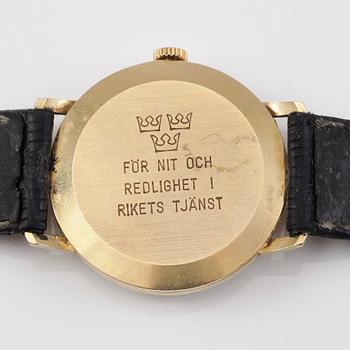 FÖR NIT OCH
REDLIGHET I
RIKETS TJÄNST